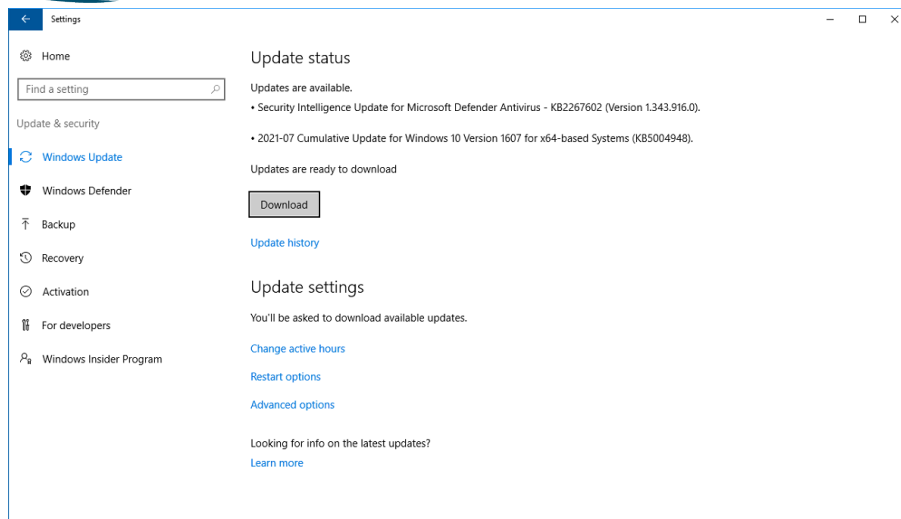 Settings
Home
Find a setting
Update & security
Windows Update
Windows Defender
Backup
Recovery
Activation
For developers
Windows Insider Program
Update status
Updates are available.
• Security Intelligence Update for Microsoft Defender Antivirus - KB2267602 (Version 1.343.916.0).
• 2021-07 Cumulative Update for Windows 10 Version 1607 for x64-based Systems (KB5004948).
Updates are ready to download
Download
Update history
Update settings
You'll be asked to download available updates.
Change active hours
Restart options
Advanced options
Looking for info on the latest updates?
Learn more